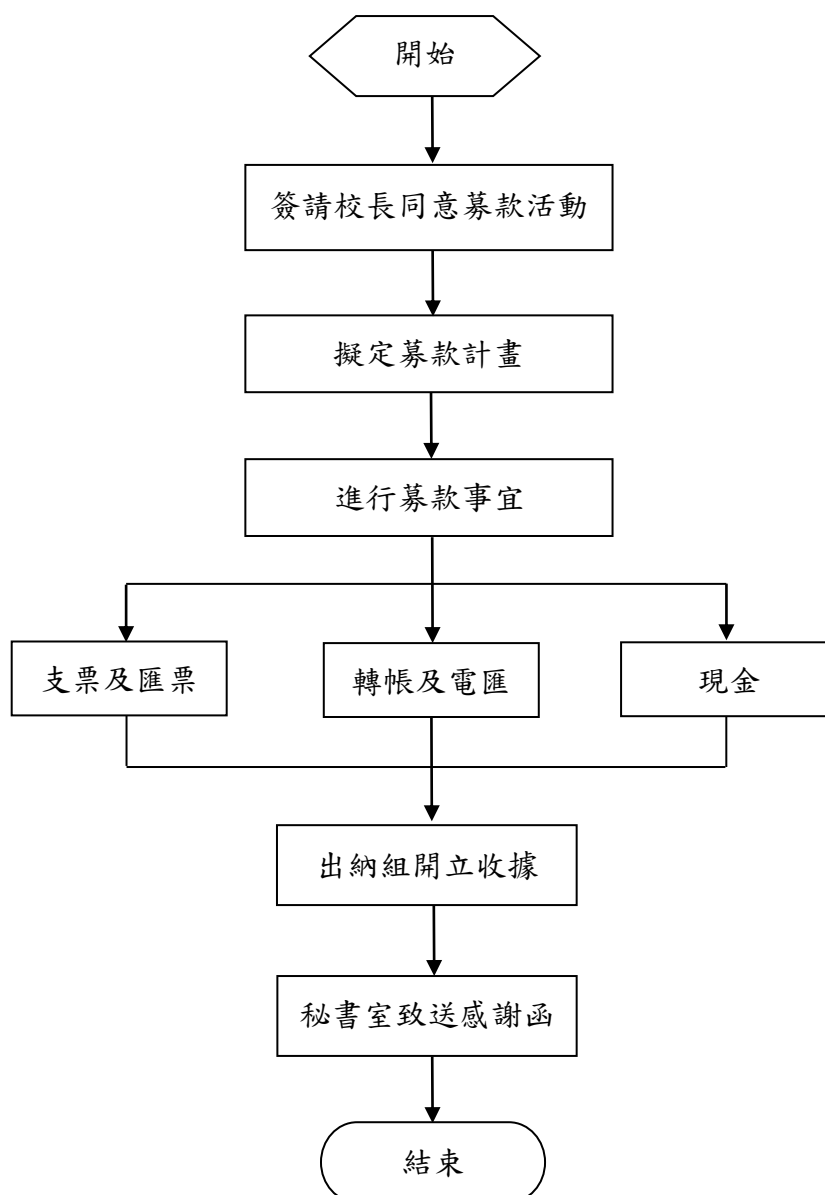 開始
簽請校長同意募款活動
擬定募款計畫
進行募款事宜
支票及匯票
轉帳及電匯
現金
出納組開立收據
秘書室致送感謝函
結束